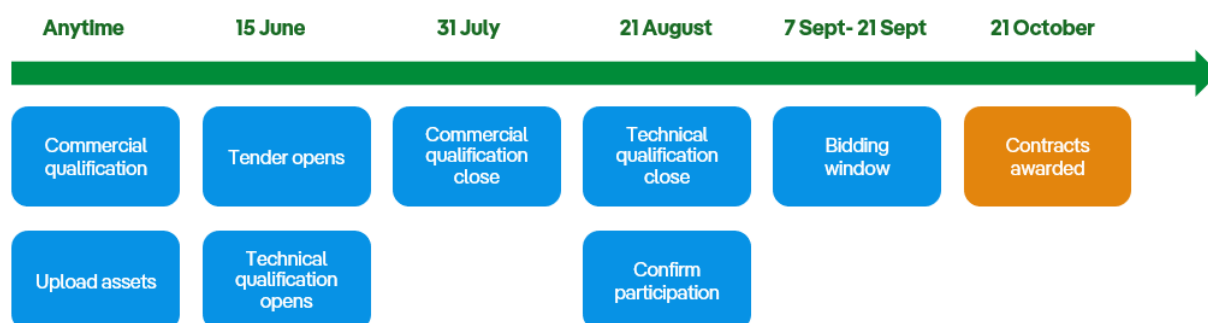 Anytime
15 June
31 July
21 August
7 Sept- 21 Sept
21 October
Commercial
qualification
Tender opens
Commercial
qualification
close
Technical
qualification
close
Bidding
window
Contracts
awarded
Upload assets
Technical
qualification
opens
Confirm
participation